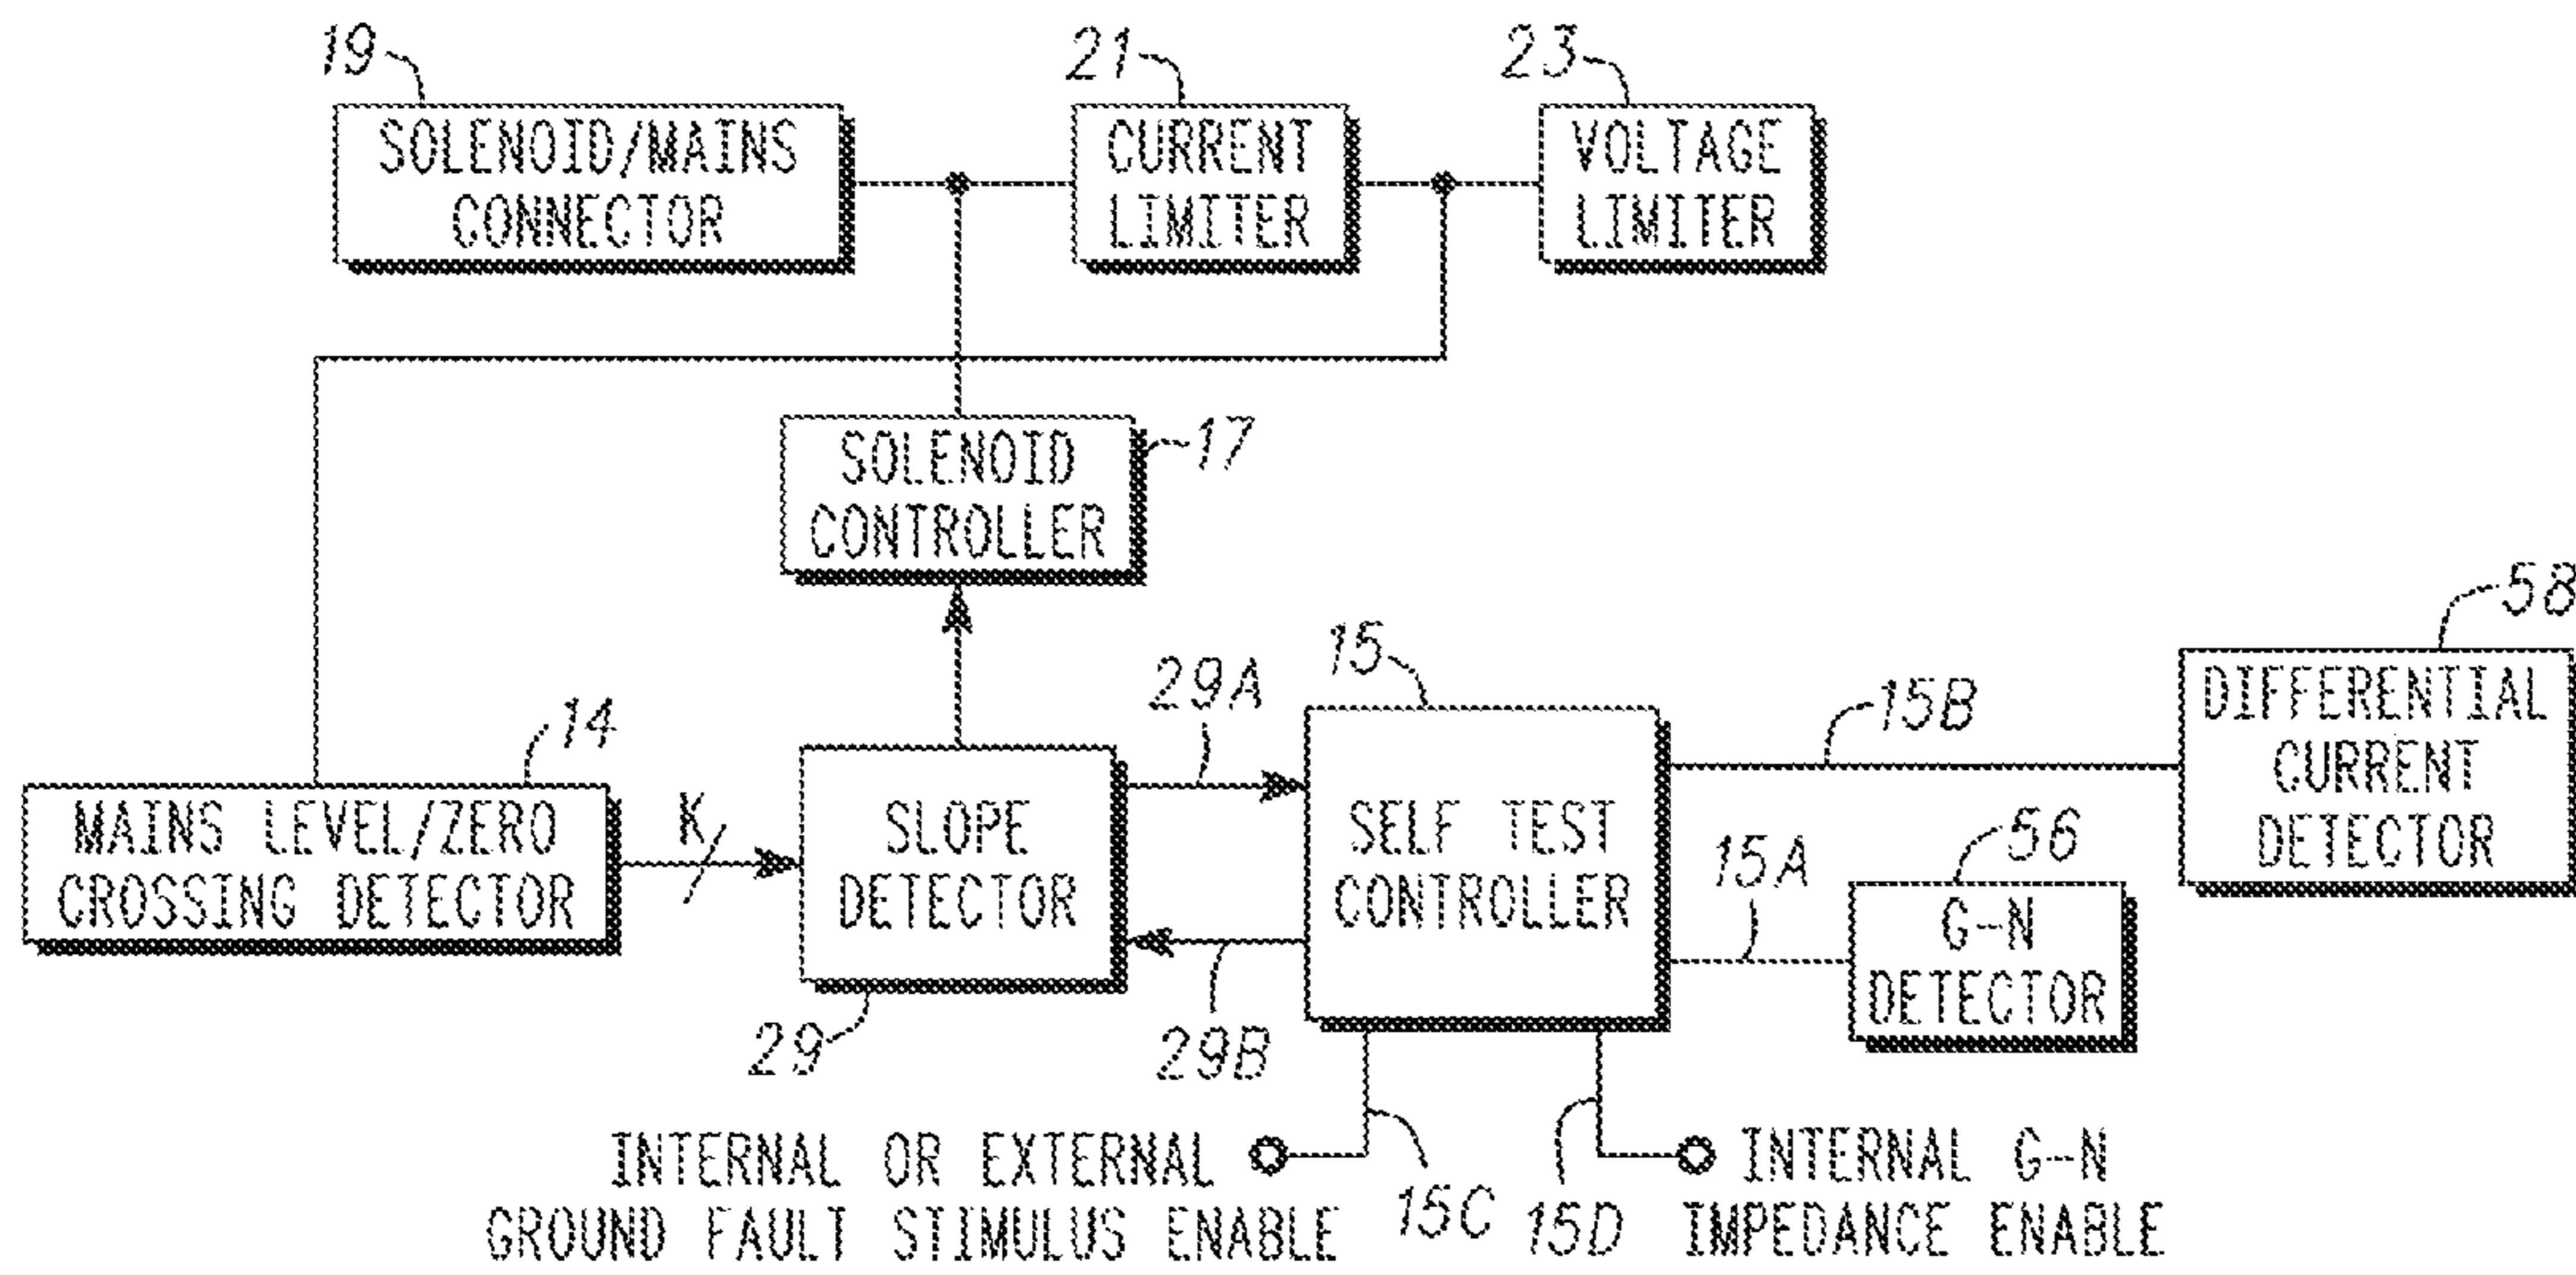 19
21
23
SOLENOID/MAINS
CONNECTOR
CURRENT
LIMITER
VOLTAGE
LIMITER
SOLENOID
CONTROLLER
17
58
15
29A
15B
DIFFERENTIAL
CURRENT
DETECTOR
14
MAINS LEVEL/ZERO
CROSSING DETECTOR
K
SLOPE
DETECTOR
SELF TEST
CONTROLLER
15A
56
G-N
DETECTOR
29
29B
INTERNAL OR EXTERNAL
GROUND FAULT STIMULUS ENABLE
15C
15D
INTERNAL G-N
IMPEDANCE ENABLE